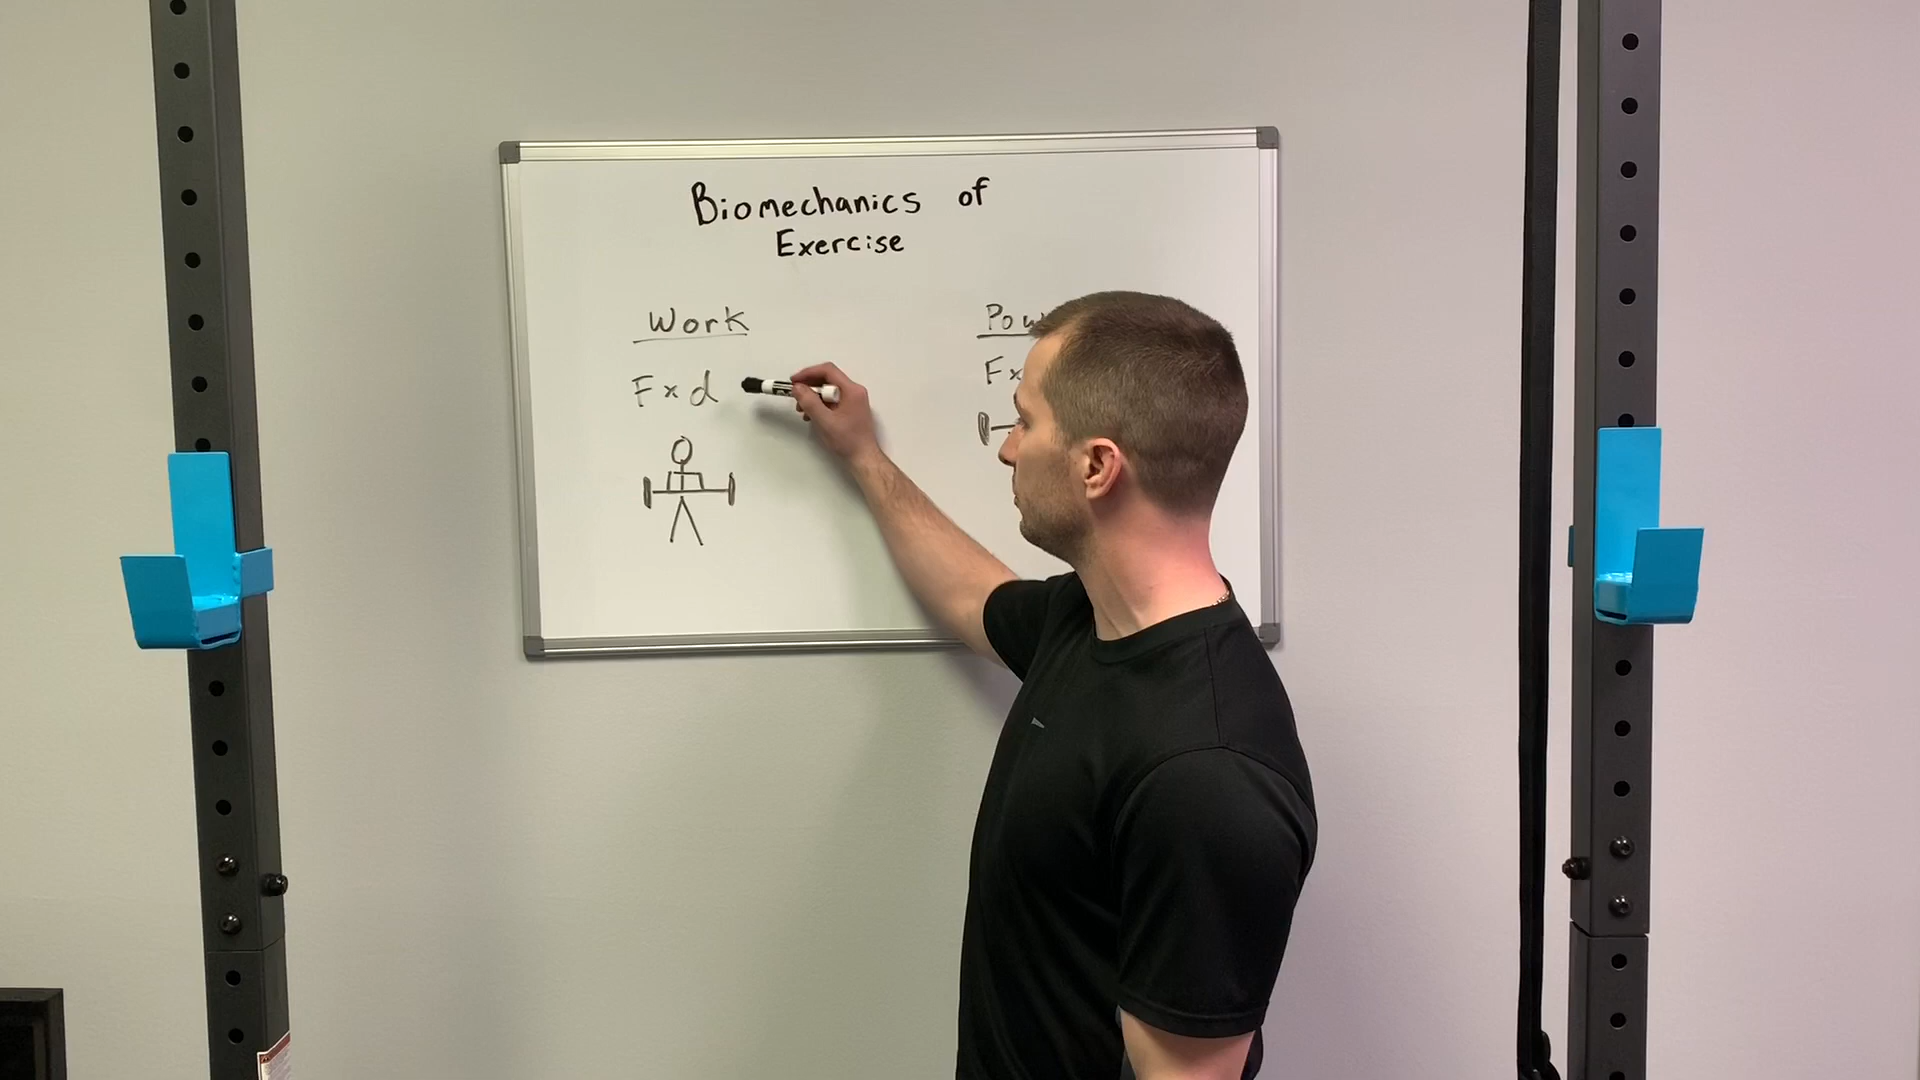 Biomechanics of
Exercise
Work
F x d
Pow
F x